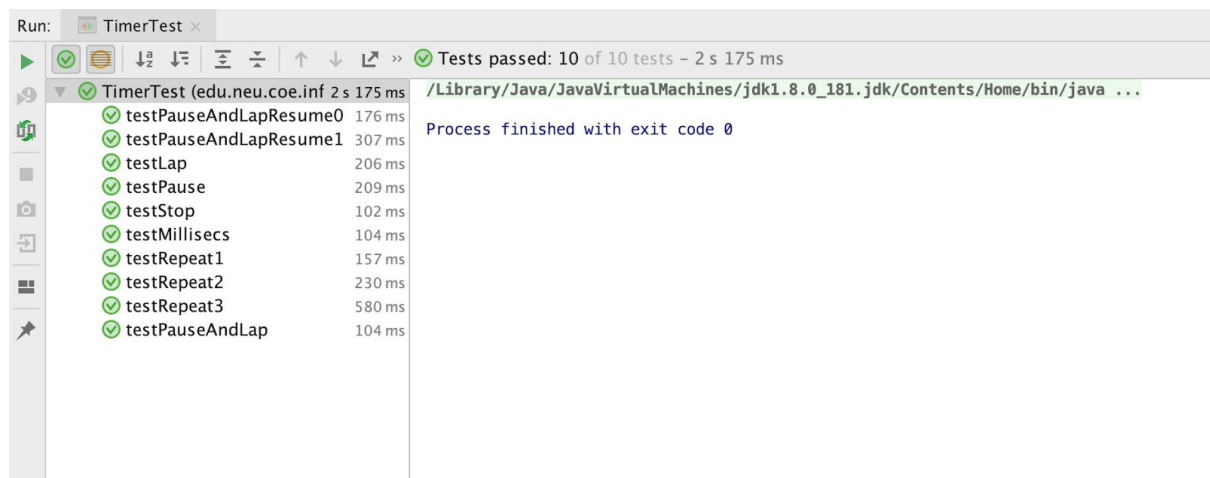 Run: TimerTest ×
» Tests passed: 10 of 10 tests – 2 s 175 ms
TimerTest (edu.neu.coe.inf 2 s 175 ms
testPauseAndLapResume0 176 ms
testPauseAndLapResume1 307 ms
testLap 206 ms
testPause 209 ms
testStop 102 ms
testMillisecs 104 ms
testRepeat1 157 ms
testRepeat2 230 ms
testRepeat3 580 ms
testPauseAndLap 104 ms
/Library/Java/JavaVirtualMachines/jdk1.8.0_181.jdk/Contents/Home/bin/java ...
Process finished with exit code 0